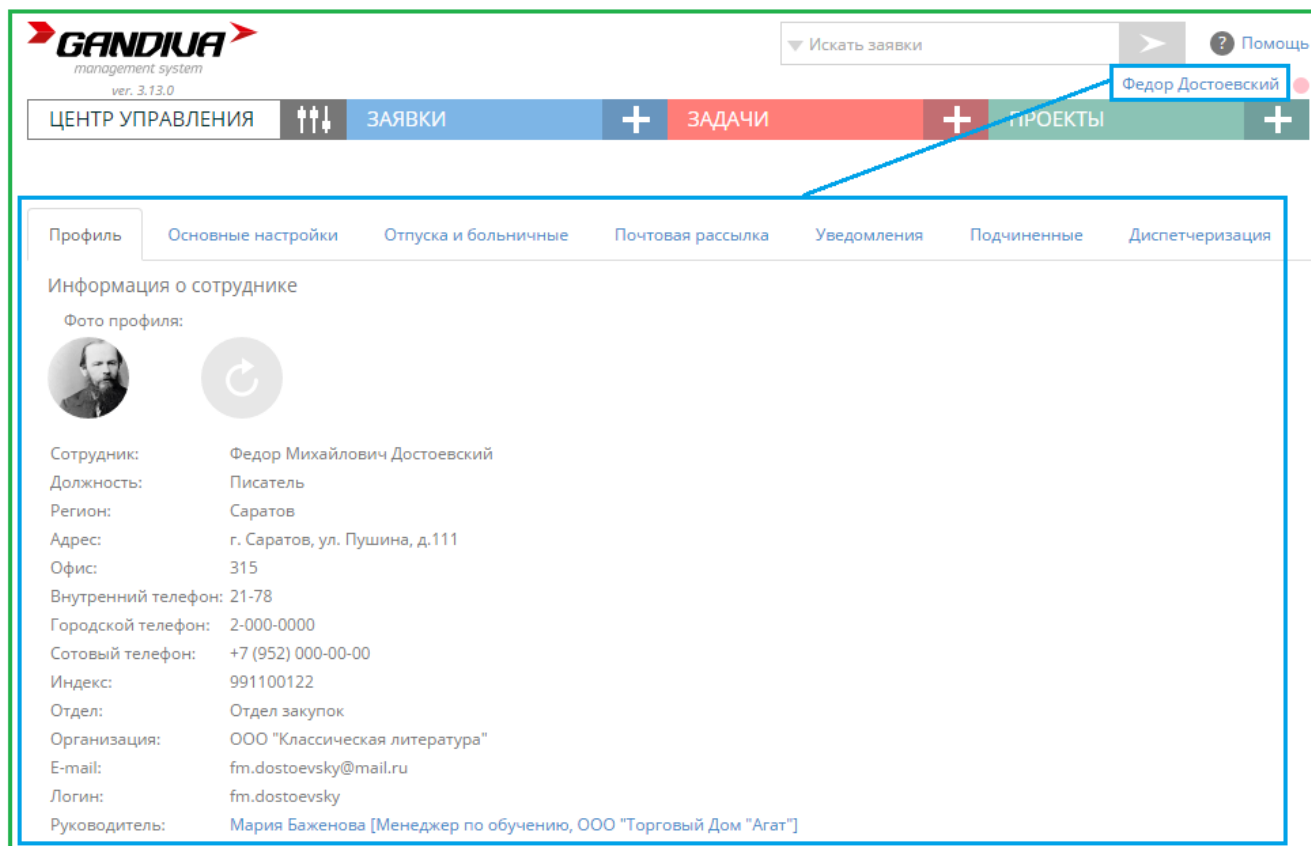 GANDIVA
management system
ver. 3.13.0
Искать заявки
? Помощь
Федор Достоевский
ЦЕНТР УПРАВЛЕНИЯ ЗАЯВКИ + ЗАДАЧИ + ПРОЕКТЫ +
Профиль Основные настройки Отпуска и больничные Почтовая рассылка Уведомления Подчиненные Диспетчеризация
Информация о сотруднике
Фото профиля:
Сотрудник: Федор Михайлович Достоевский
Должность: Писатель
Регион: Саратов
Адрес: г. Саратов, ул. Пушина, д.111
Офис: 315
Внутренний телефон: 21-78
Городской телефон: 2-000-0000
Сотовый телефон: +7 (952) 000-00-00
Индекс: 991100122
Отдел: Отдел закупок
Организация: ООО "Классическая литература"
E-mail: fm.dostoevsky@mail.ru
Логин: fm.dostoevsky
Руководитель: Мария Баженова [Менеджер по обучению, ООО "Торговый Дом "Агат"]